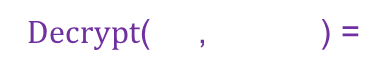 Decrypt( , ) =